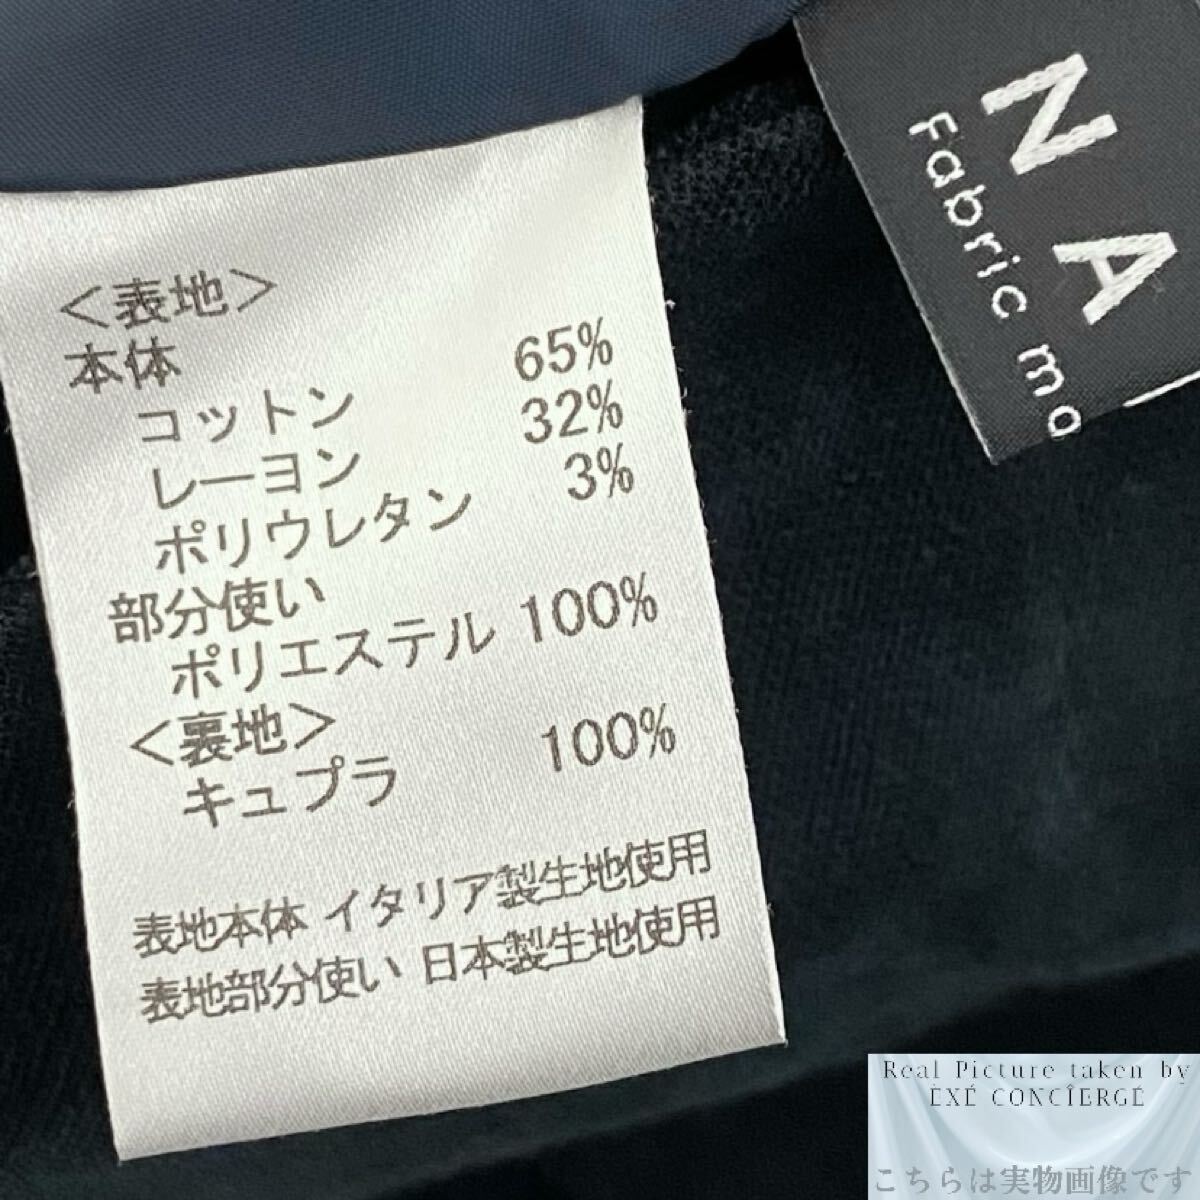 <表地>
本体
コットン 65%
レーヨン 32%
ポリウレタン 3%
部分使い
ポリエステル 100%
<裏地>
キュプラ 100%
表地本体 イタリア製生地使用
表地部分使い 日本製生地使用
N A
Fabric
Real Picture taken by
EXE CONCIERGE
こちらは実物画像です